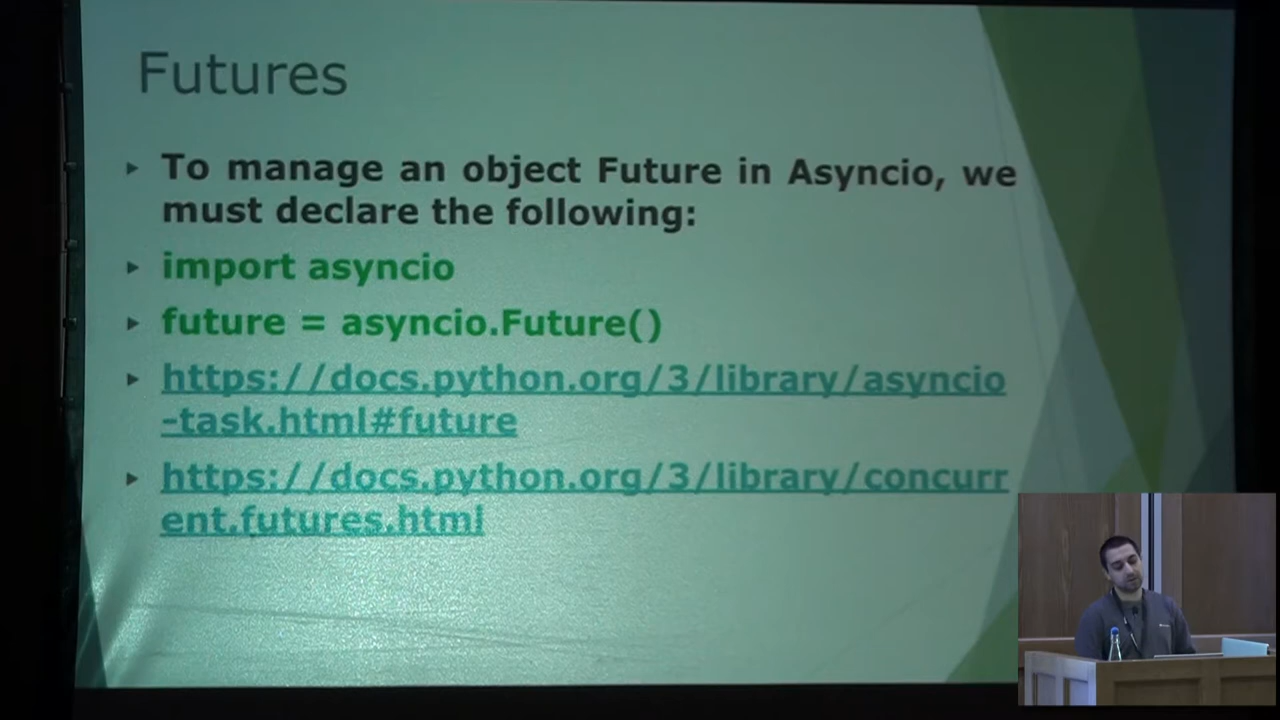 Futures
To manage an object Future in Asyncio, we
must declare the following:
import asyncio
future = asyncio.Future()
https://docs.python.org/3/library/asyncio
-task.html#future
https://docs.python.org/3/library/concurr
ent.futures.html